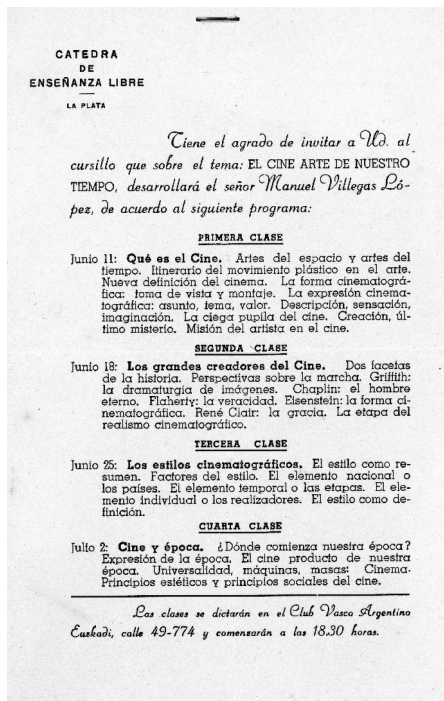 CATEDRA
DE
ENSEÑANZA LIBRE
LA PLATA
Tiene el agrado de invitar a Ud. al
cursillo que sobre el tema: EL CINE ARTE DE NUESTRO
TIEMPO, desarrollará el señor Manuel Villegas Ló-
pez, de acuerdo al siguiente programa:
PRIMERA CLASE
Junio 11: Qué es el Cine. Artes del espacio y artes del
tiempo. Itinerario del movimiento plástico en el arte.
Nueva definición del cinema. La forma cinematográ-
fica: toma de vista y montaje. La expresión cinema-
tográfica: asunto, tema, valor. Descripción, sensación,
imaginación. La ciega pupila del cine. Creación, úl-
timo misterio. Misión del artista en el cine.
SEGUNDA CLASE
Junio 18: Los grandes creadores del Cine. Dos facetas
de la historia. Perspectivas sobre la marcha. Griffith:
la dramaturgia de imágenes. Chaplin: el hombre
eterno. Flaherty: la veracidad. Eisenstein: la forma ci-
nematográfica. René Clair: la gracia. La etapa del
realismo cinematográfico.
TERCERA CLASE
Junio 25: Los estilos cinematográficos. El estilo como re-
sumen. Factores del estilo. El elemento nacional o
los países. El elemento temporal o las etapas. El ele-
mento individual o los realizadores. El estilo como de-
finición.
CUARTA CLASE
Julio 2: Cine y época. ¿Dónde comienza nuestra época?
Expresión de la época. El cine producto de nuestra
época. Universalidad, máquinas, masas: Cinema.
Principios estéticos y principios sociales del cine.
Las clases se dictarán en el Club Vasco Argentino
Euzkadi, calle 49-774 y comenzarán a las 18.30 horas.